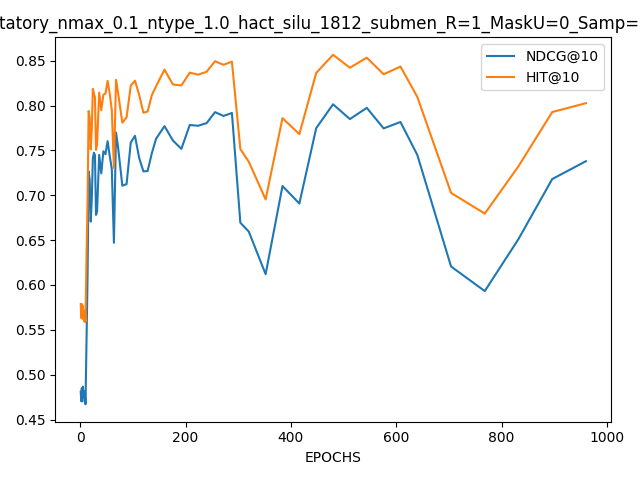 tatory_nmax_0.1_ntype_1.0_hact_silu_1812_submen_R=1_MaskU=0_Samp=
NDCG@10
HIT@10
0.85
0.80
0.75
0.70
0.65
0.60
0.55
0.50
0.45
0 200 400 600 800 1000
EPOCHS